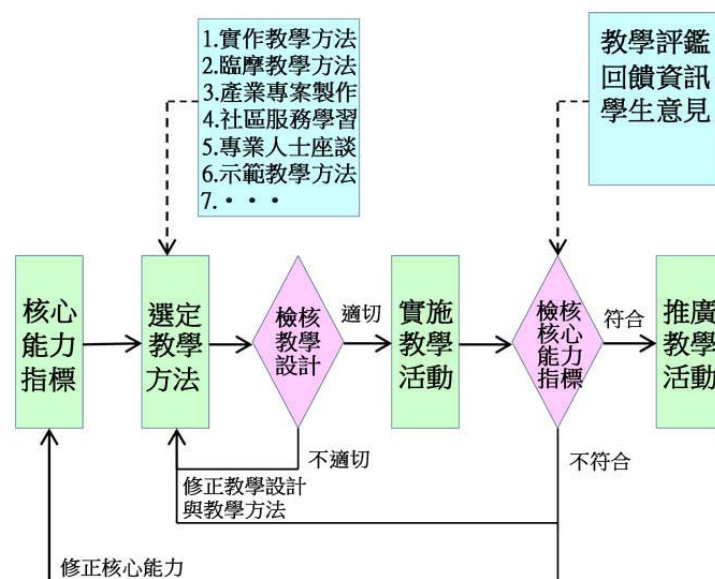 1.實作教學方法
2.臨摩教學方法
3.產業專案製作
4.社區服務學習
5.專業人士座談
6.示範教學方法
7.・・・
教學評鑑
回饋資訊
學生意見
核心
能力
指標
選定
教學
方法
檢核
教學
設計
適切
實施
教學
活動
檢核
核心
能力
指標
符合
推廣
教學
活動
不適切
不符合
修正教學設計
與教學方法
修正核心能力